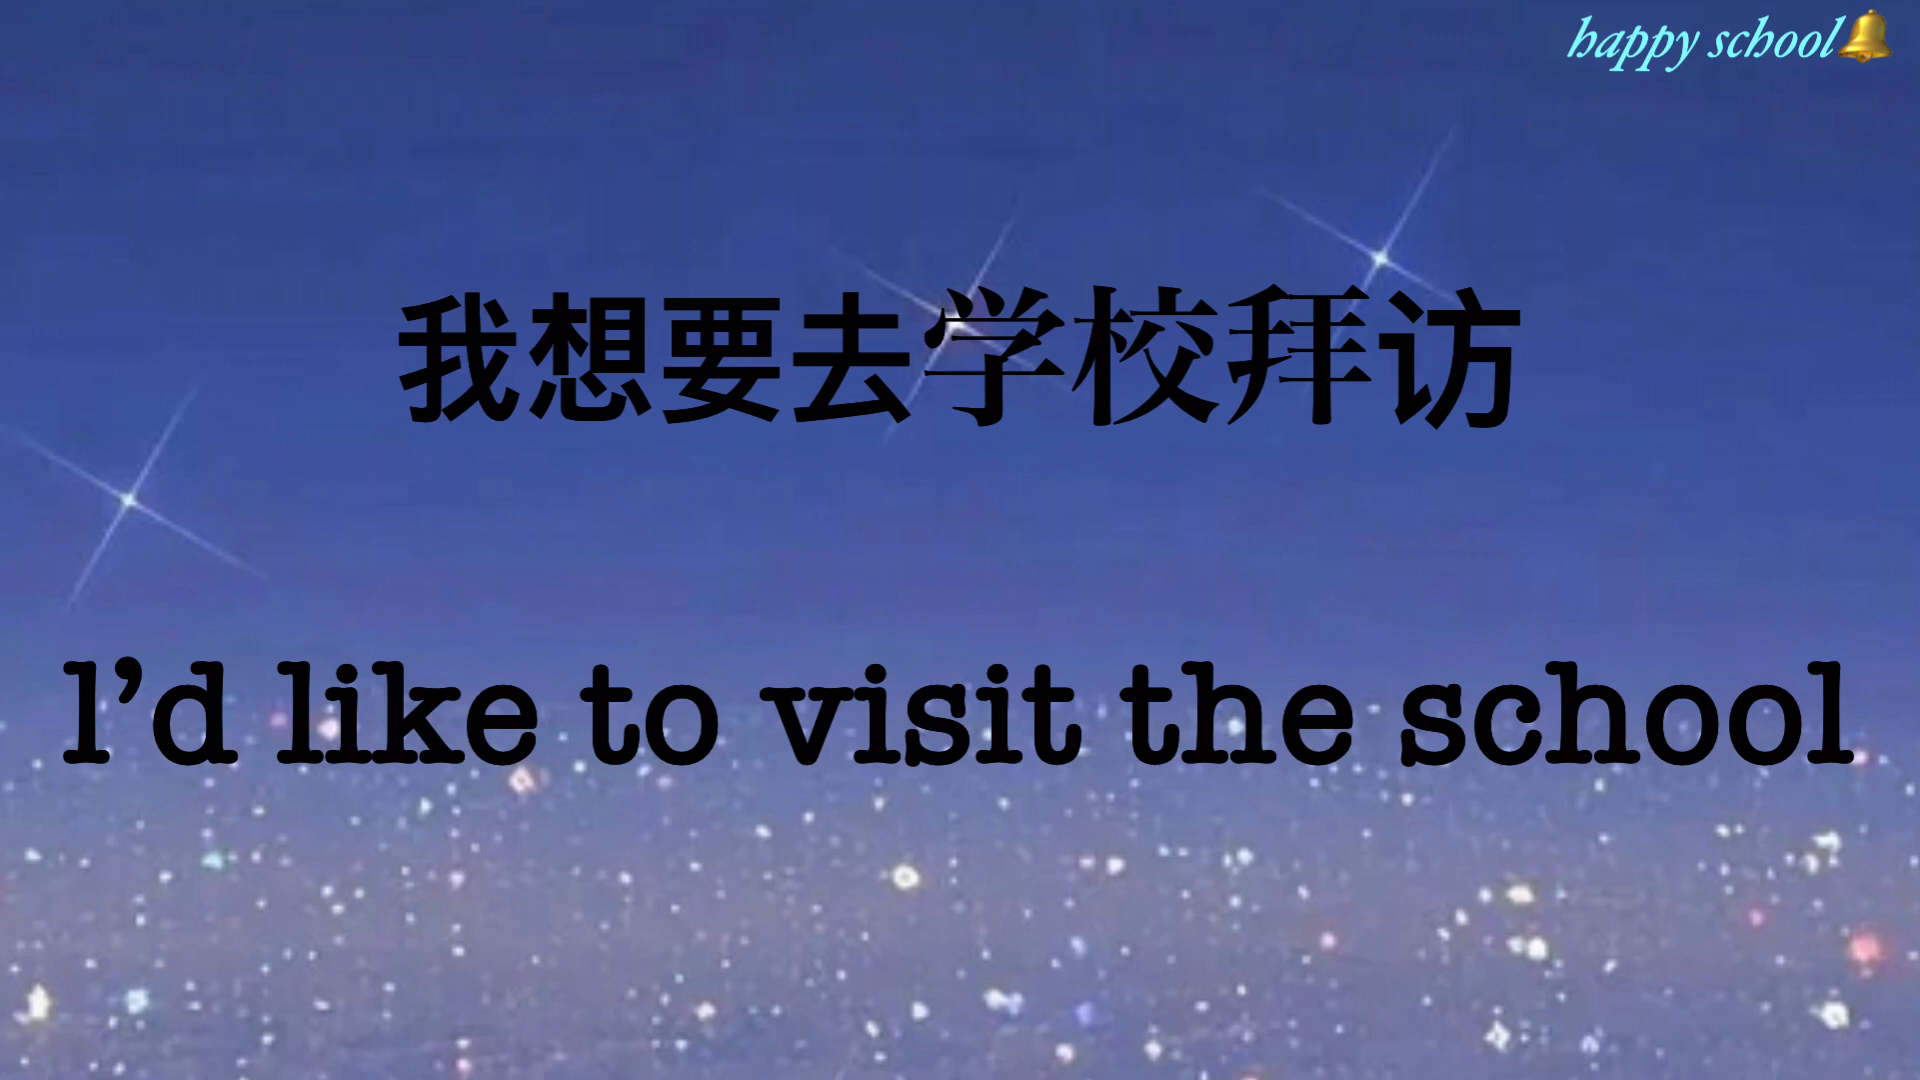 happy school🔔
我想要去学校拜访
I’d like to visit the school